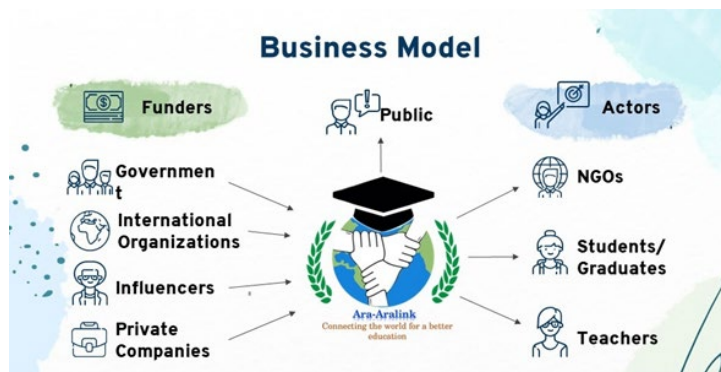 Business Model
Funders
Public
Actors
Governmen
t
International
Organizations
Influencers
Private
Companies
Ara-Aralink
Connecting the world for a better
education
NGOs
Students/
Graduates
Teachers